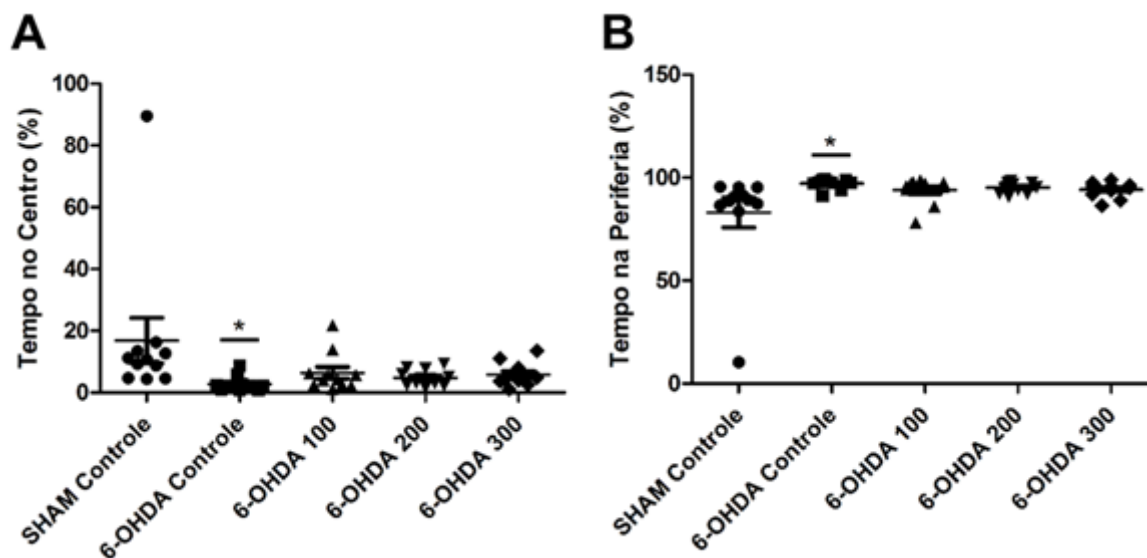 A
Tempo no Centro (%)
100
80
60
40
20
0
*
SHAM Controle
6-OHDA Controle
6-OHDA 100
6-OHDA 200
6-OHDA 300
B
Tempo na Periferia (%)
150
100
50
0
*
SHAM Controle
6-OHDA Controle
6-OHDA 100
6-OHDA 200
6-OHDA 300